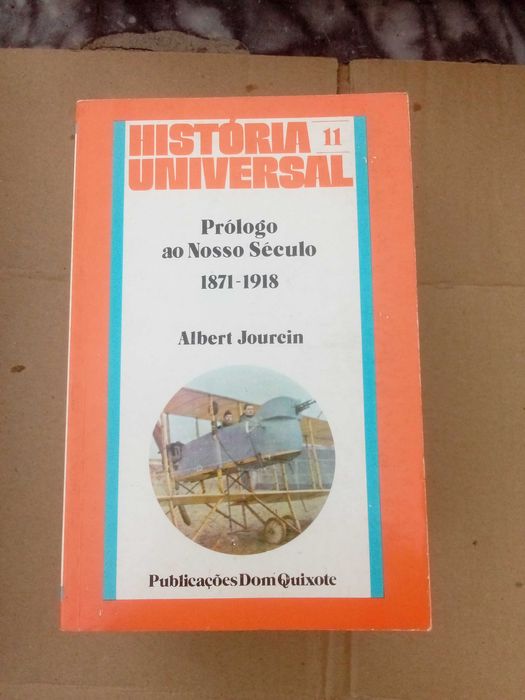 HISTÓRIA 11
UNIVERSAL
Prólogo
ao Nosso Século
1871-1918
Albert Jourcin
Publicações Dom Quixote